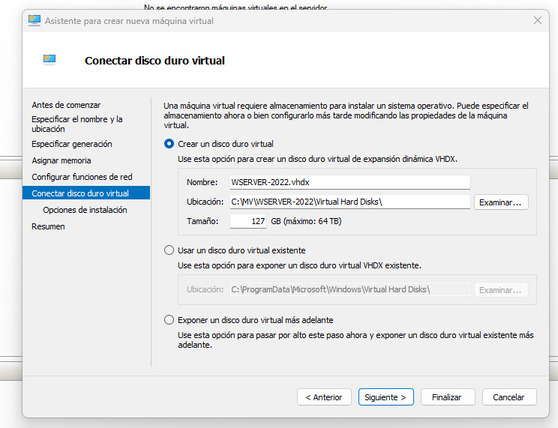 No se encontraron máquinas virtuales en el servidor
Asistente para crear nueva máquina virtual
Conectar disco duro virtual
Antes de comenzar
Especificar el nombre y la
ubicación
Especificar generación
Asignar memoria
Configurar funciones de red
Conectar disco duro virtual
Opciones de instalación
Resumen
Una máquina virtual requiere almacenamiento para instalar un sistema operativo. Puede especificar el
almacenamiento ahora o bien configurarlo más tarde modificando las propiedades de la máquina
virtual.
Crear un disco duro virtual
Use esta opción para crear un disco duro virtual de expansión dinámica VHDX.
Nombre: WSERVER-2022.vhdx
Ubicación: C:\MV\WSERVER-2022\Virtual Hard Disks\ Examinar...
Tamaño: 127 GB (máximo: 64 TB)
Usar un disco duro virtual existente
Use esta opción para exponer un disco duro virtual VHDX existente.
Ubicación: C:\ProgramData\Microsoft\Windows\Virtual Hard Disks\ Examinar...
Exponer un disco duro virtual más adelante
Use esta opción para pasar por alto este paso ahora y exponer un disco duro virtual existente más
adelante.
< Anterior Siguiente > Finalizar Cancelar